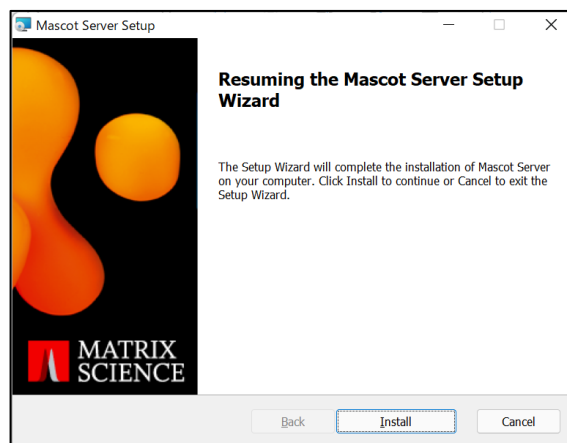 Mascot Server Setup
Resuming the Mascot Server Setup
Wizard
The Setup Wizard will complete the installation of Mascot Server
on your computer. Click Install to continue or Cancel to exit the
Setup Wizard.
MATRIX
SCIENCE
Back Install Cancel